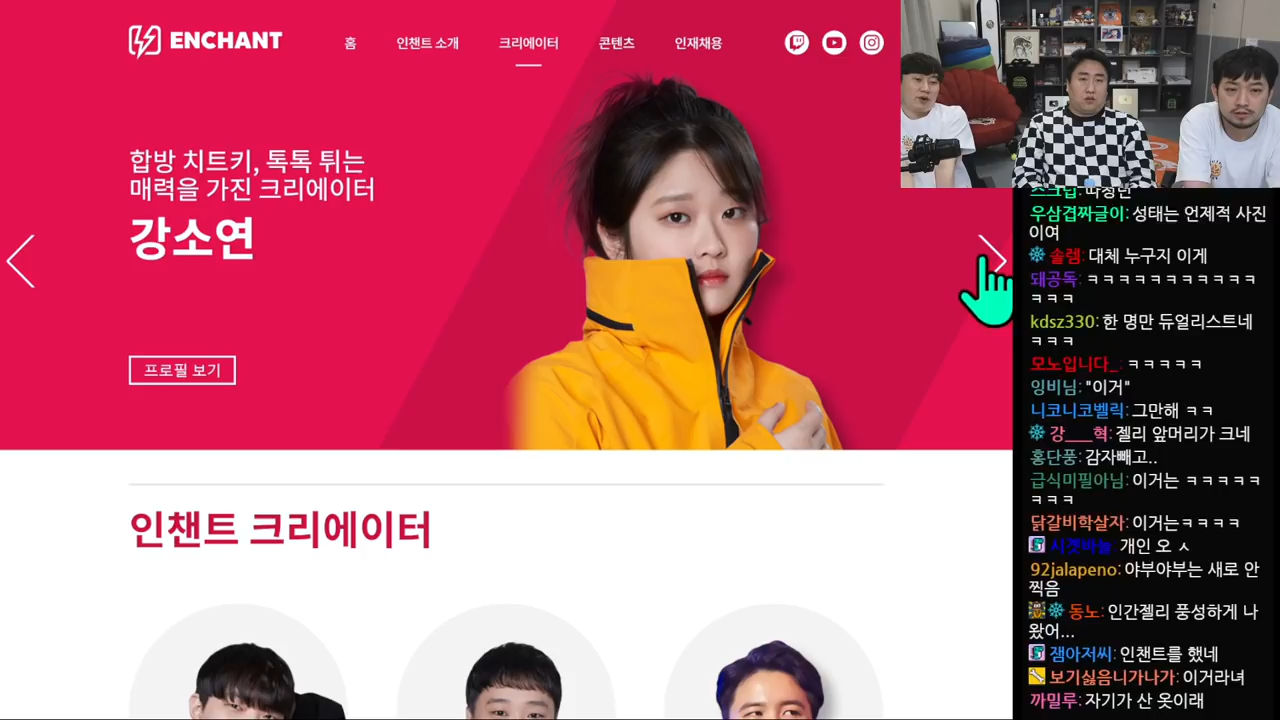 ENCHANT
홈
인챈트 소개
크리에이터
콘텐츠
인재채용
합방 치트키, 톡톡 튀는
매력을 가진 크리에이터
강소연
프로필 보기
인챈트 크리에이터
우삼겹짜글이: 성태는 언제적 사진
이여
솔렘: 대체 누구지 이게
돼공독: ㅋㅋㅋㅋㅋㅋㅋㅋㅋㅋㅋ
ㅋㅋㅋ
kdsz330: 한 명만 듀얼리스트네
ㅋㅋㅋ
모노입니다_: ㅋㅋㅋㅋㅋ
잉비님: "이거"
니코니코벨릭: 그만해 ㅋㅋ
강___혁: 젤리 앞머리가 크네
홍단풍: 감자빼고..
급식미필아님: 이거는 ㅋㅋㅋㅋㅋ
ㅋㅋㅋ
닭갈비학살자: 이거는ㅋㅋㅋㅋ
시겟바늘: 개인 오 ㅅ
92jalapeno: 야부야부는 새로 안
찍음
동노: 인간젤리 풍성하게 나
왔어...
잼아저씨: 인챈트를 했네
보기싫음니가나가: 이거라녀
까밀루: 자기가 산 옷이래